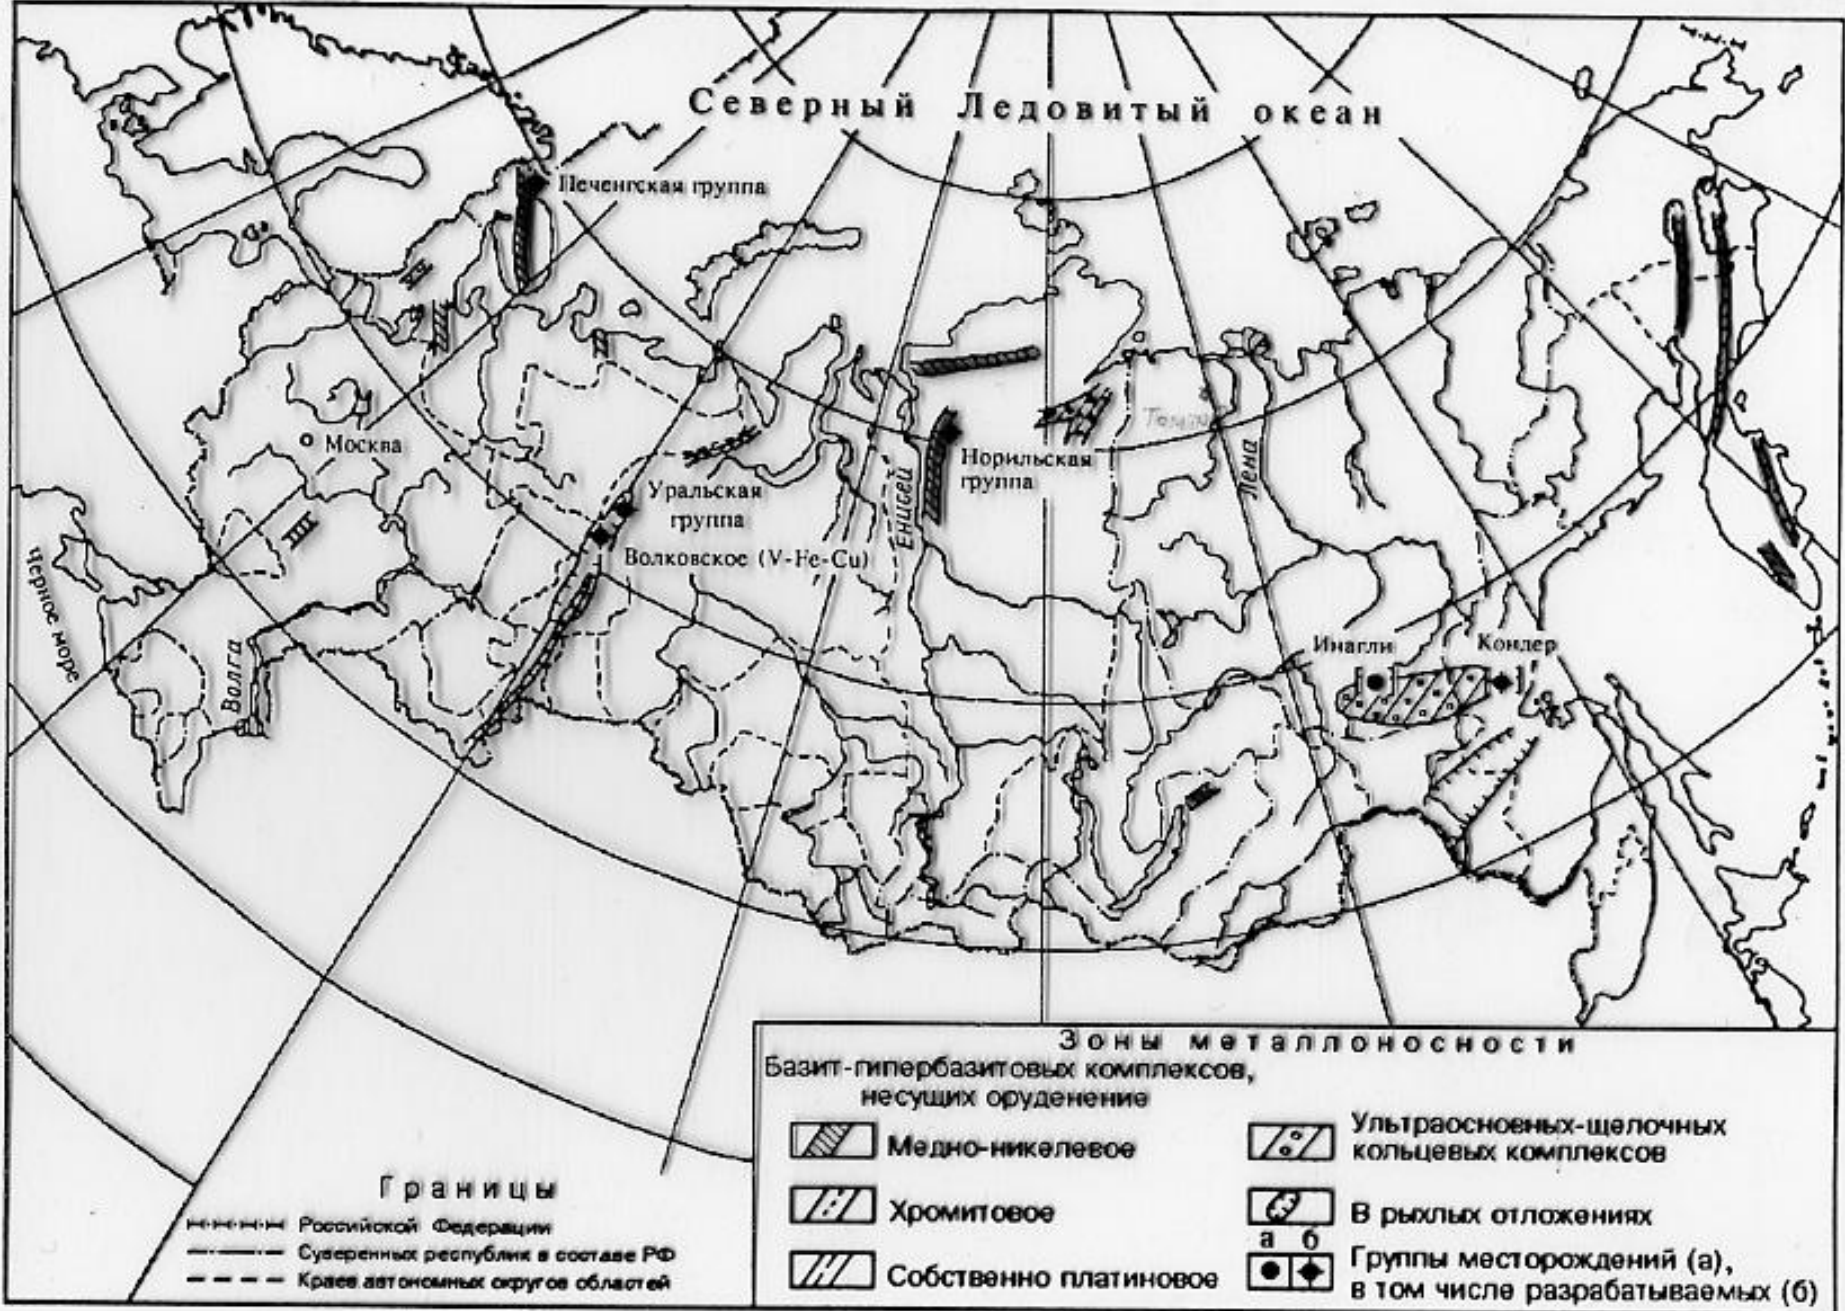 Северный Ледовитый океан
Печенгская группа
Москва
Норильская
группа
Уральская
группа
Волковское (V-Fe-Cu)
Енисей
Лена
Черное море
Волга
Инагли
Кондер
Зоны металлоносности
Базит-гипербазитовых комплексов,
несущих оруденение
Медно-никелевое
Хромитовое
Собственно платиновое
Ультраосновных-щелочных
кольцевых комплексов
В рыхлых отложениях
а б
Группы месторождений (а),
в том числе разрабатываемых (б)
Границы
Российской Федерации
Суверенных республик в составе РФ
Краев автономных округов областей